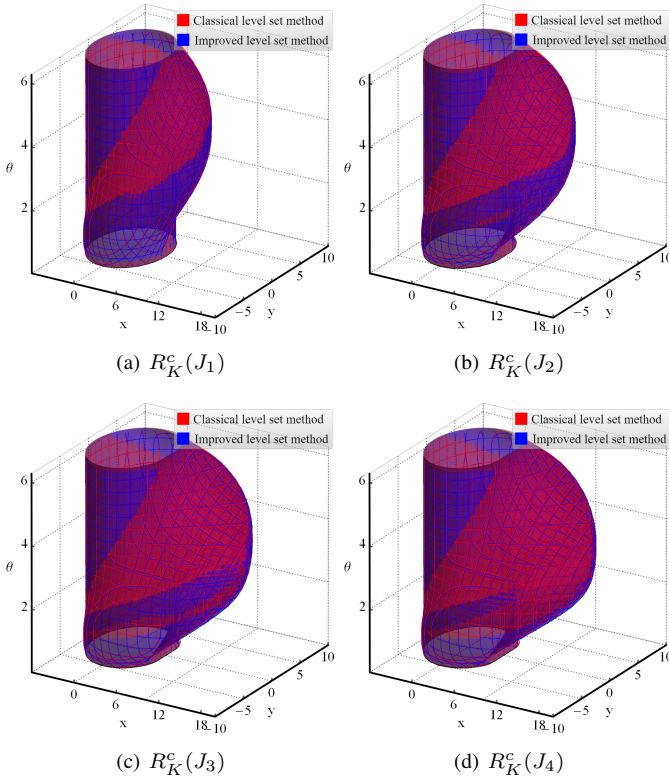 Classical level set method
Improved level set method
6
4
θ
2
0
6
12
18
x
−10
−5
0
5
10
y
(a) R_K^c(J_1)
Classical level set method
Improved level set method
6
4
θ
2
0
6
12
18
x
−10
−5
0
5
10
y
(b) R_K^c(J_2)
Classical level set method
Improved level set method
6
4
θ
2
0
6
12
18
x
−10
−5
0
5
10
y
(c) R_K^c(J_3)
Classical level set method
Improved level set method
6
4
θ
2
0
6
12
18
x
−10
−5
0
5
10
y
(d) R_K^c(J_4)